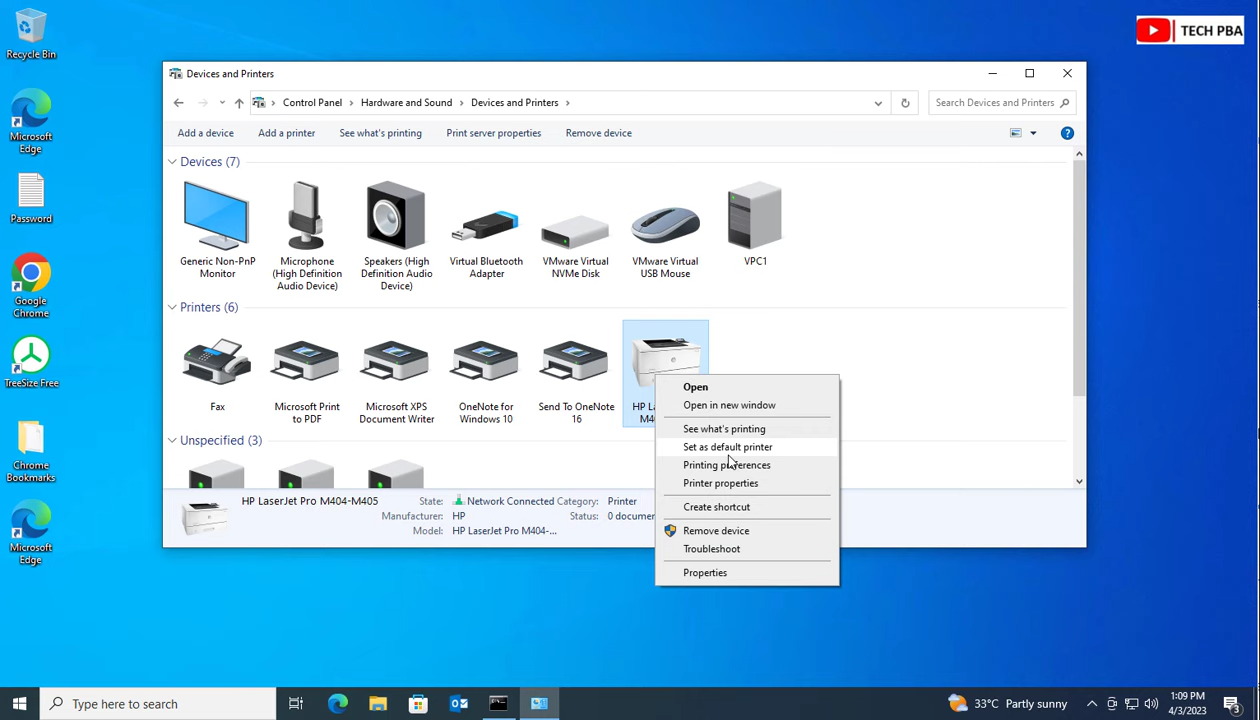 Recycle Bin
Microsoft
Edge
Password
Google
Chrome
TreeSize Free
Chrome
Bookmarks
Microsoft
Edge
TECH PBA
Devices and Printers
Control Panel
Hardware and Sound
Devices and Printers
Search Devices and Printers
Add a device
Add a printer
See what's printing
Print server properties
Remove device
Devices (7)
Generic Non-PnP
Monitor
Microphone
(High Definition
Audio Device)
Speakers (High
Definition Audio
Device)
Virtual Bluetooth
Adapter
VMware Virtual
NVMe Disk
VMware Virtual
USB Mouse
VPC1
Printers (6)
Fax
Microsoft Print
to PDF
Microsoft XPS
Document Writer
OneNote for
Windows 10
Send To OneNote
16
HP
Open
Open in new window
See what's printing
Set as default printer
Printing preferences
Printer properties
Create shortcut
Remove device
Troubleshoot
Properties
Unspecified (3)
HP LaserJet Pro M404-M405
State: Network Connected
Category: Printer
Manufacturer: HP
Status: 0 docume
Model: HP LaserJet Pro M404-...
Type here to search
33°C Partly sunny
1:09 PM
4/3/2023
3